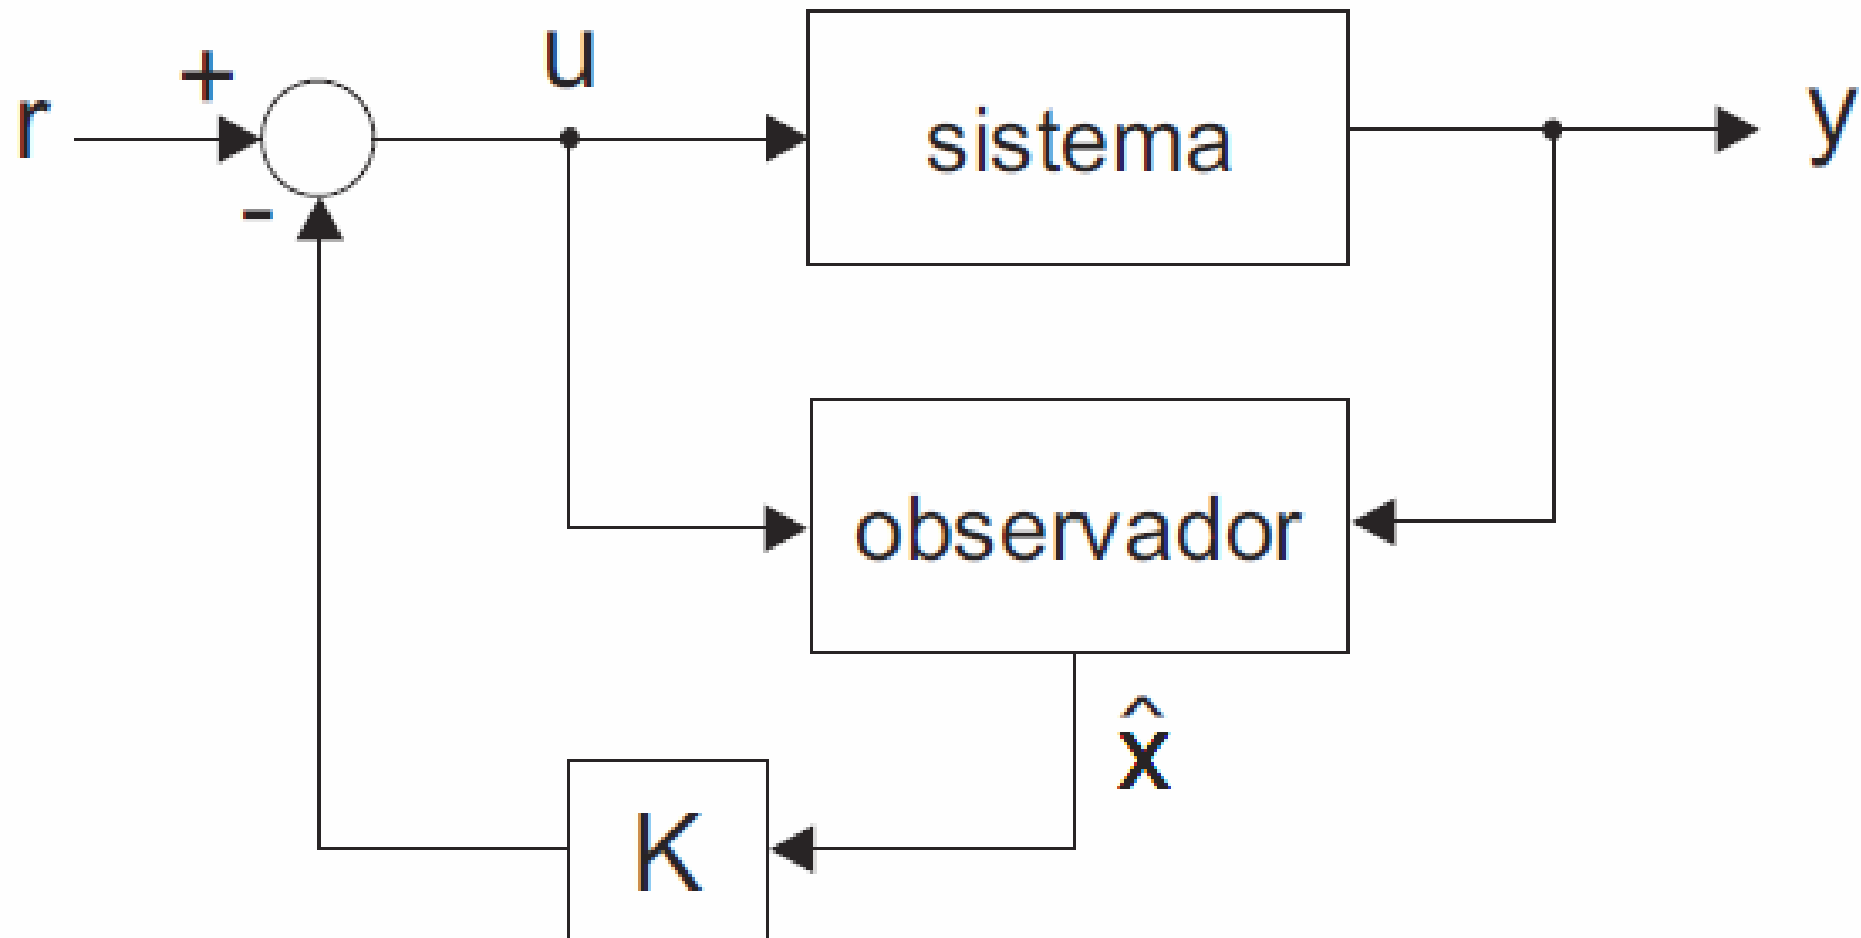 r
+
-
u
sistema
y
observador
x̂
K